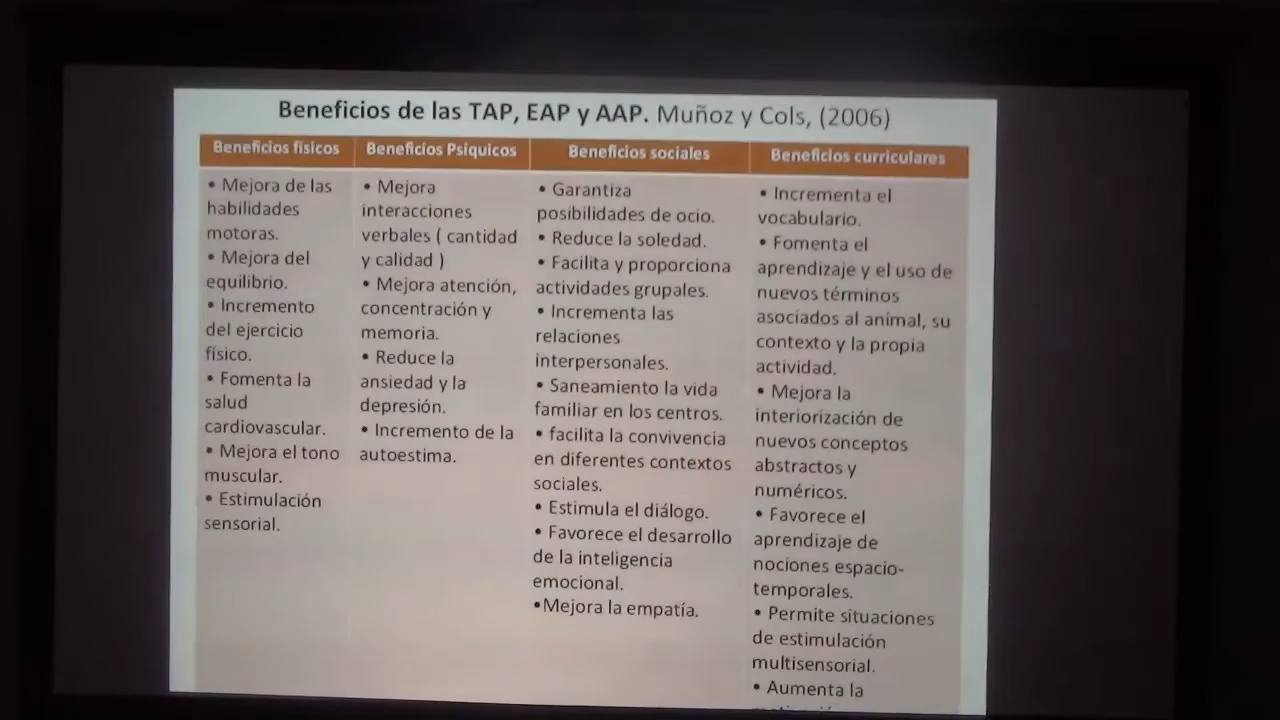 Beneficios de las TAP, EAP y AAP. Muñoz y Cols, (2006)
Beneficios físicos
• Mejora de las
habilidades
motoras.
• Mejora del
equilibrio.
• Incremento
del ejercicio
físico.
• Fomenta la
salud
cardiovascular.
• Mejora el tono
muscular.
• Estimulación
sensorial.
Beneficios Psiquicos
• Mejora
interacciones
verbales ( cantidad
y calidad )
• Mejora atención,
concentración y
memoria.
• Reduce la
ansiedad y la
depresión.
• Incremento de la
autoestima.
Beneficios sociales
• Garantiza
posibilidades de ocio.
• Reduce la soledad.
• Facilita y proporciona
actividades grupales.
• Incrementa las
relaciones
interpersonales.
• Saneamiento la vida
familiar en los centros.
• facilita la convivencia
en diferentes contextos
sociales.
• Estimula el diálogo.
• Favorece el desarrollo
de la inteligencia
emocional.
•Mejora la empatía.
Beneficios curriculares
• Incrementa el
vocabulario.
• Fomenta el
aprendizaje y el uso de
nuevos términos
asociados al animal, su
contexto y la propia
actividad.
• Mejora la
interiorización de
nuevos conceptos
abstractos y
numéricos.
• Favorece el
aprendizaje de
nociones espacio-
temporales.
• Permite situaciones
de estimulación
multisensorial.
• Aumenta la